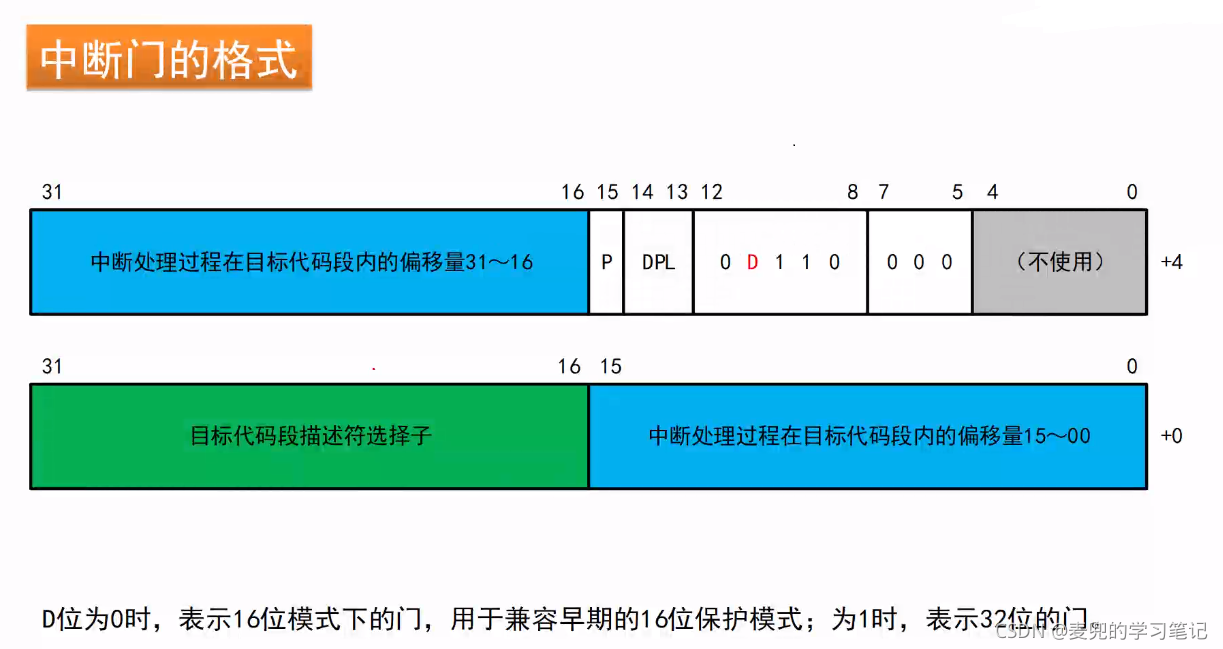 中断门的格式
31 16 15 14 13 12 8 7 5 4 0
中断处理过程在目标代码段内的偏移量31～16 P DPL 0 D 1 1 0 0 0 0 （不使用） +4
31 16 15 0
目标代码段描述符选择子 中断处理过程在目标代码段内的偏移量15～00 +0
D位为0时，表示16位模式下的门，用于兼容早期的16位保护模式；为1时，表示32位的门。
CSDN @麦兜的学习笔记